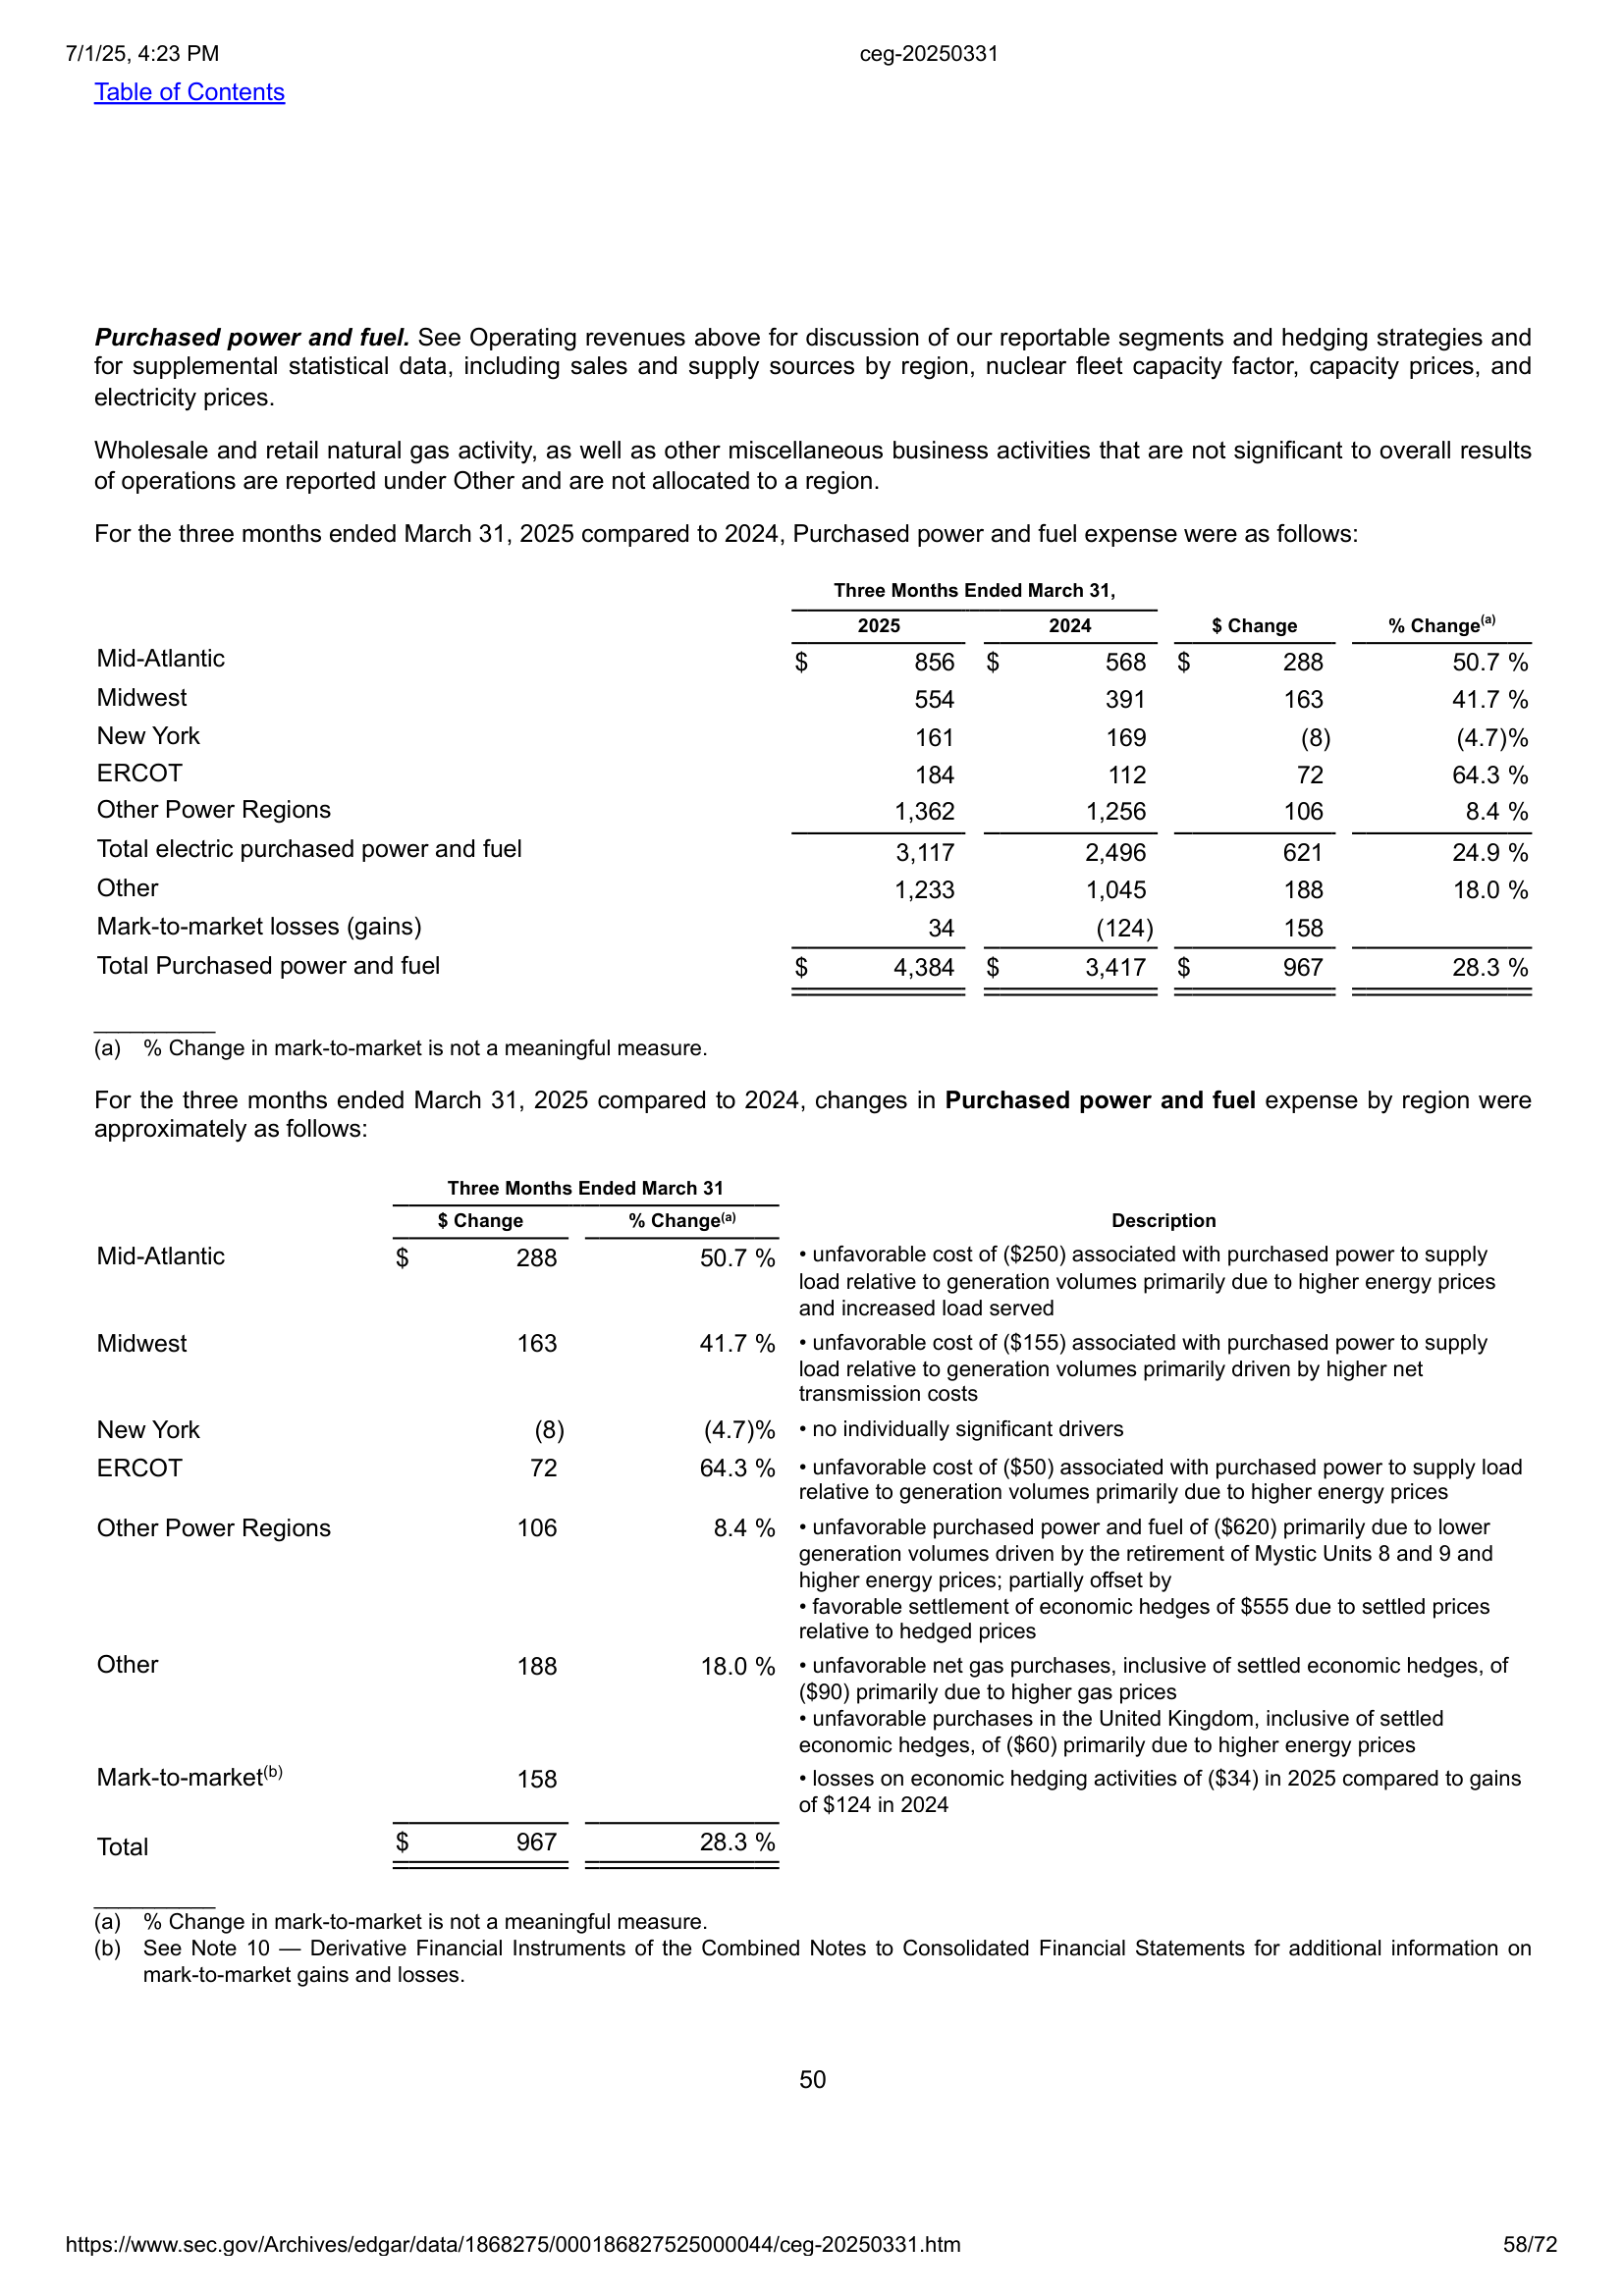 7/1/25, 4:23 PM ceg-20250331
Table of Contents
Purchased power and fuel. See Operating revenues above for discussion of our reportable segments and hedging strategies and
for supplemental statistical data, including sales and supply sources by region, nuclear fleet capacity factor, capacity prices, and
electricity prices.
Wholesale and retail natural gas activity, as well as other miscellaneous business activities that are not significant to overall results
of operations are reported under Other and are not allocated to a region.
For the three months ended March 31, 2025 compared to 2024, Purchased power and fuel expense were as follows:
Three Months Ended March 31,
2025 2024 $ Change % Change(a)
Mid-Atlantic $ 856 $ 568 $ 288 50.7 %
Midwest 554 391 163 41.7 %
New York 161 169 (8) (4.7)%
ERCOT 184 112 72 64.3 %
Other Power Regions 1,362 1,256 106 8.4 %
Total electric purchased power and fuel 3,117 2,496 621 24.9 %
Other 1,233 1,045 188 18.0 %
Mark-to-market losses (gains) 34 (124) 158
Total Purchased power and fuel $ 4,384 $ 3,417 $ 967 28.3 %
__________
(a) % Change in mark-to-market is not a meaningful measure.
For the three months ended March 31, 2025 compared to 2024, changes in Purchased power and fuel expense by region were
approximately as follows:
Three Months Ended March 31
$ Change % Change(a) Description
Mid-Atlantic $ 288 50.7 % • unfavorable cost of ($250) associated with purchased power to supply
load relative to generation volumes primarily due to higher energy prices
and increased load served
Midwest 163 41.7 % • unfavorable cost of ($155) associated with purchased power to supply
load relative to generation volumes primarily driven by higher net
transmission costs
New York (8) (4.7)% • no individually significant drivers
ERCOT 72 64.3 % • unfavorable cost of ($50) associated with purchased power to supply load
relative to generation volumes primarily due to higher energy prices
Other Power Regions 106 8.4 % • unfavorable purchased power and fuel of ($620) primarily due to lower
generation volumes driven by the retirement of Mystic Units 8 and 9 and
higher energy prices; partially offset by
• favorable settlement of economic hedges of $555 due to settled prices
relative to hedged prices
Other 188 18.0 % • unfavorable net gas purchases, inclusive of settled economic hedges, of
($90) primarily due to higher gas prices
• unfavorable purchases in the United Kingdom, inclusive of settled
economic hedges, of ($60) primarily due to higher energy prices
Mark-to-market(b) 158 • losses on economic hedging activities of ($34) in 2025 compared to gains
of $124 in 2024
Total $ 967 28.3 %
__________
(a) % Change in mark-to-market is not a meaningful measure.
(b) See Note 10 — Derivative Financial Instruments of the Combined Notes to Consolidated Financial Statements for additional information on
mark-to-market gains and losses.
50
https://www.sec.gov/Archives/edgar/data/1868275/000186827525000044/ceg-20250331.htm 58/72